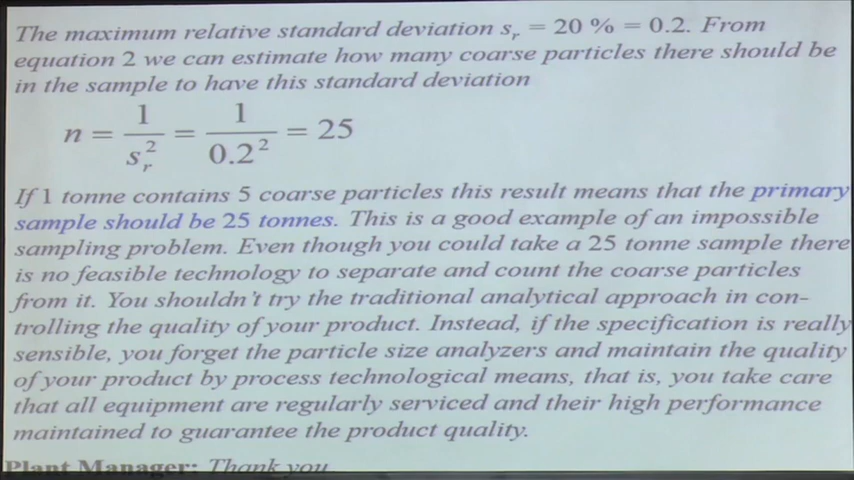 The maximum relative standard deviation sᵣ = 20 % = 0.2. From
equation 2 we can estimate how many coarse particles there should be
in the sample to have this standard deviation
n = 1/sᵣ² = 1/0.2² = 25
If 1 tonne contains 5 coarse particles this result means that the primary
sample should be 25 tonnes. This is a good example of an impossible
sampling problem. Even though you could take a 25 tonne sample there
is no feasible technology to separate and count the coarse particles
from it. You shouldn't try the traditional analytical approach in con-
trolling the quality of your product. Instead, if the specification is really
sensible, you forget the particle size analyzers and maintain the quality
of your product by process technological means, that is, you take care
that all equipment are regularly serviced and their high performance
maintained to guarantee the product quality.
Plant Manager: Thank you